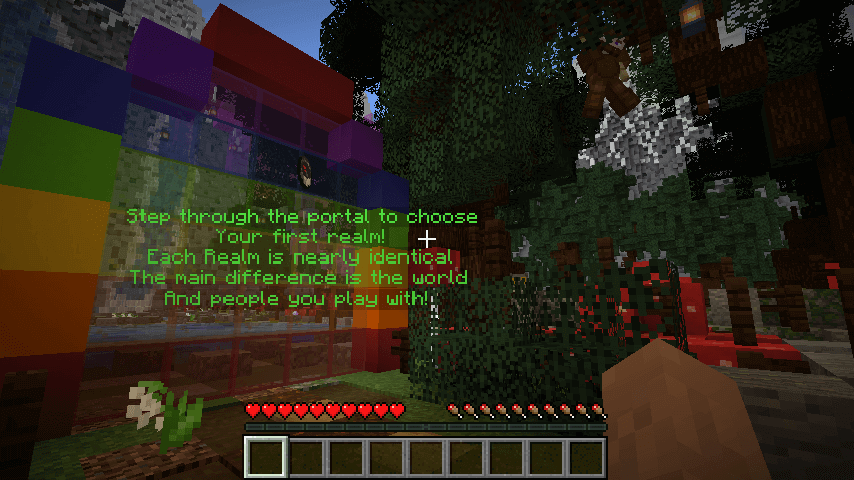 Step through the portal to choose
Your first realm!
Each Realm is nearly identical
The main difference is the world
And people you play with!